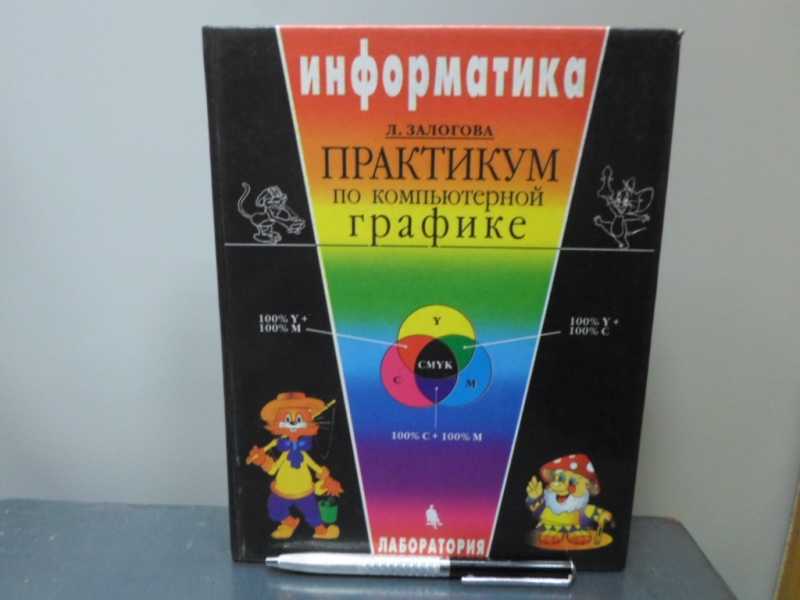 информатика
Л. ЗАЛОГОВА
ПРАКТИКУМ
по компьютерной
графике
100% Y +
100% M
100% Y +
100% C
Y
CMYK
C
M
100% C + 100% M
ЛАБОРАТОРИЯ